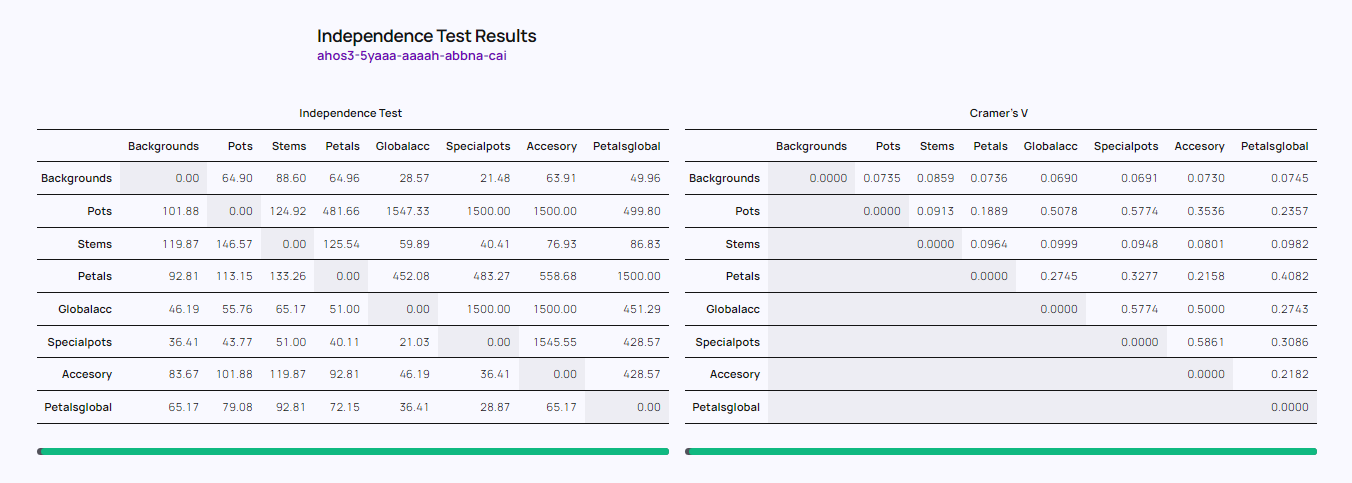 Independence Test Results
ahos3-5yaaa-aaaah-abbna-cai
Independence Test
Backgrounds Pots Stems Petals Globalacc Specialpots Accesory Petalsglobal
Backgrounds 0.00 64.90 88.60 64.96 28.57 21.48 63.91 49.96
Pots 101.88 0.00 124.92 481.66 1547.33 1500.00 1500.00 499.80
Stems 119.87 146.57 0.00 125.54 59.89 40.41 76.93 86.83
Petals 92.81 113.15 133.26 0.00 452.08 483.27 558.68 1500.00
Globalacc 46.19 55.76 65.17 51.00 0.00 1500.00 1500.00 451.29
Specialpots 36.41 43.77 51.00 40.11 21.03 0.00 1545.55 428.57
Accesory 83.67 101.88 119.87 92.81 46.19 36.41 0.00 428.57
Petalsglobal 65.17 79.08 92.81 72.15 36.41 28.87 65.17 0.00
Cramer's V
Backgrounds Pots Stems Petals Globalacc Specialpots Accesory Petalsglobal
Backgrounds 0.0000 0.0735 0.0859 0.0736 0.0690 0.0691 0.0730 0.0745
Pots 0.0000 0.0913 0.1889 0.5078 0.5774 0.3536 0.2357
Stems 0.0000 0.0964 0.0999 0.0948 0.0801 0.0982
Petals 0.0000 0.2745 0.3277 0.2158 0.4082
Globalacc 0.0000 0.5774 0.5000 0.2743
Specialpots 0.0000 0.5861 0.3086
Accesory 0.0000 0.2182
Petalsglobal 0.0000